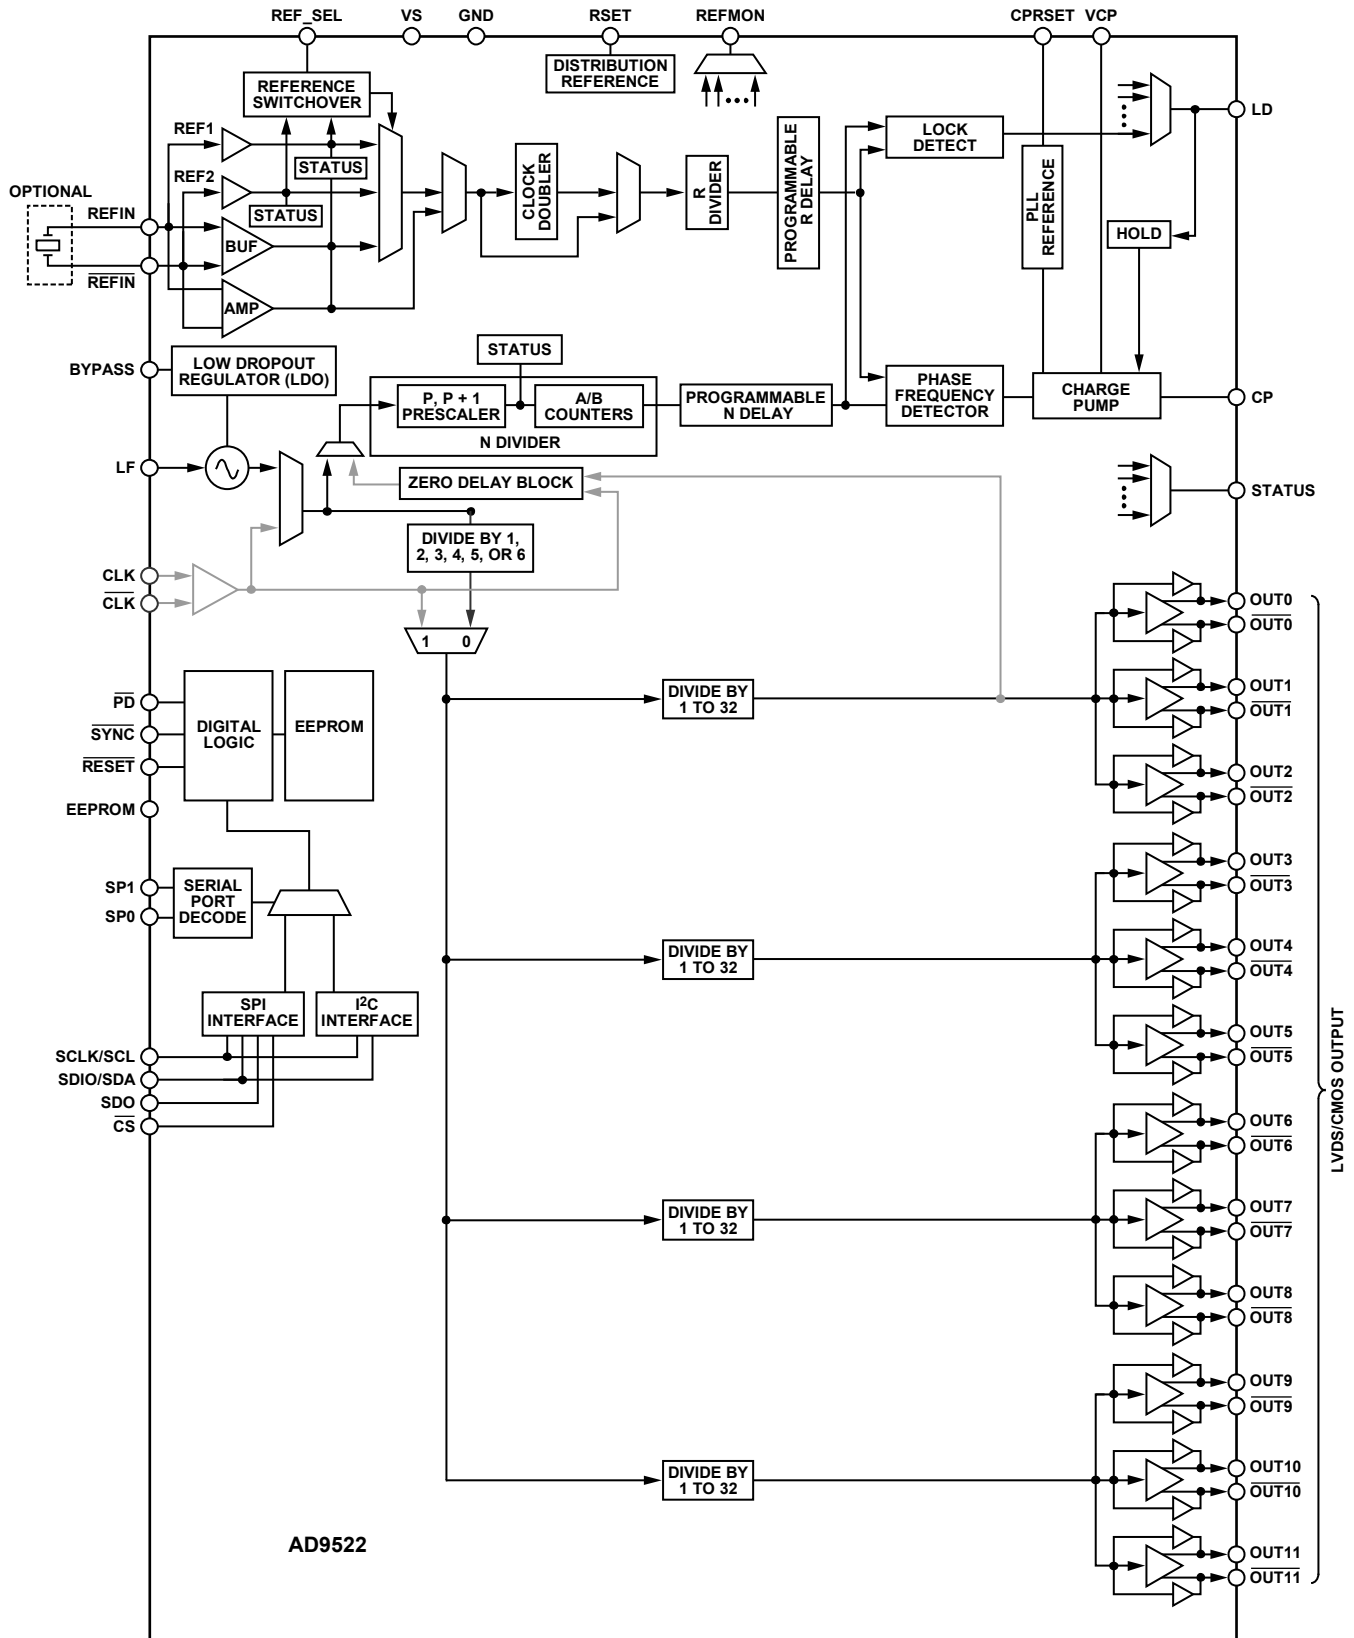 REF_SEL
VS
GND
RSET
REFMON
CPRSET
VCP
DISTRIBUTION
REFERENCE
REFERENCE
SWITCHOVER
LD
REF1
STATUS
REF2
STATUS
OPTIONAL
REFIN
REFIN
BUF
AMP
CLOCK
DOUBLER
R
DIVIDER
PROGRAMMABLE
R DELAY
LOCK
DETECT
PLL
REFERENCE
HOLD
BYPASS
LOW DROPOUT
REGULATOR (LDO)
STATUS
P, P + 1
PRESCALER
A/B
COUNTERS
N DIVIDER
PROGRAMMABLE
N DELAY
PHASE
FREQUENCY
DETECTOR
CHARGE
PUMP
CP
LF
ZERO DELAY BLOCK
STATUS
DIVIDE BY 1,
2, 3, 4, 5, OR 6
CLK
CLK
1 0
OUT0
OUT0
PD
SYNC
RESET
EEPROM
DIGITAL
LOGIC
EEPROM
DIVIDE BY
1 TO 32
OUT1
OUT1
OUT2
OUT2
SP1
SP0
SERIAL
PORT
DECODE
OUT3
OUT3
DIVIDE BY
1 TO 32
OUT4
OUT4
SPI
INTERFACE
I2C
INTERFACE
OUT5
OUT5
SCLK/SCL
SDIO/SDA
SDO
CS
LVDS/CMOS OUTPUT
OUT6
OUT6
DIVIDE BY
1 TO 32
OUT7
OUT7
OUT8
OUT8
OUT9
OUT9
DIVIDE BY
1 TO 32
OUT10
OUT10
AD9522
OUT11
OUT11